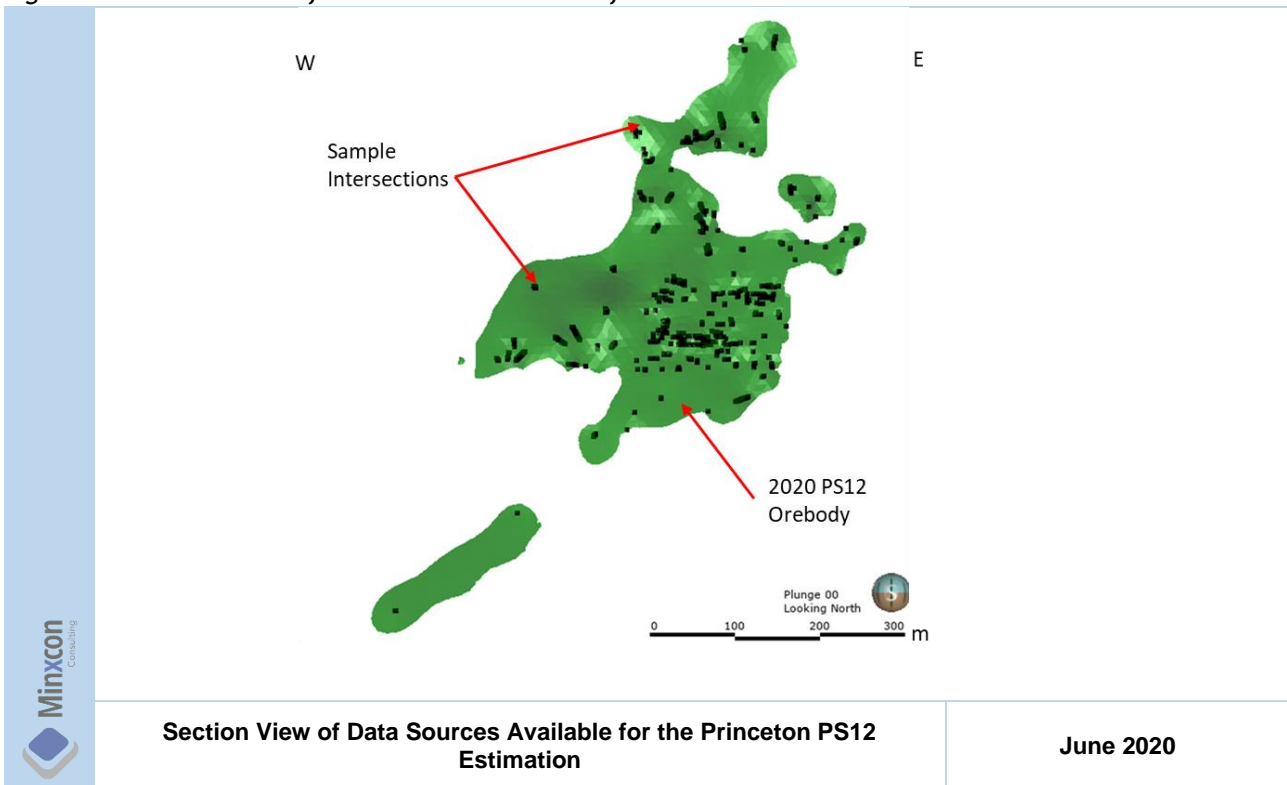 W
E
Sample
Intersections
2020 PS12
Orebody
Plunge 00
Looking North
S
0 100 200 300 m
Minxcon
Consulting
Section View of Data Sources Available for the Princeton PS12
Estimation
June 2020